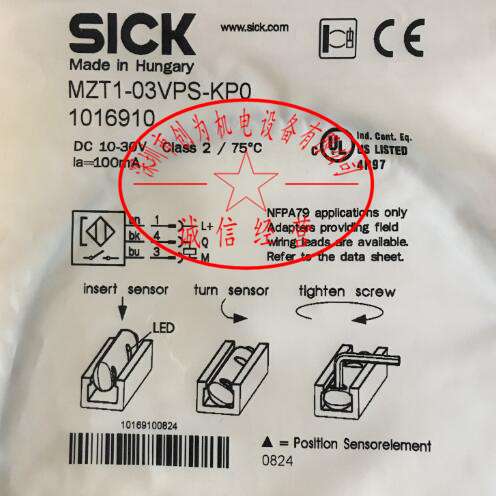 SICK
www.sick.com
CE
Made in Hungary
MZT1-03VPS-KP0
1016910
DC 10-30V Class 2 / 75°C
Ia=100mA
深圳市创为机电设备有限公司
诚信经营
C UL US LISTED
Ind. Cont. Eq.
4H97
bn 1 L+
bk 4 Q
bu 3 M
NFPA79 applications only
Adapters providing field
wiring leads are available.
Refer to the data sheet.
insert sensor
turn sensor
tighten screw
LED
10169100824
▲ = Position Sensorelement
0824